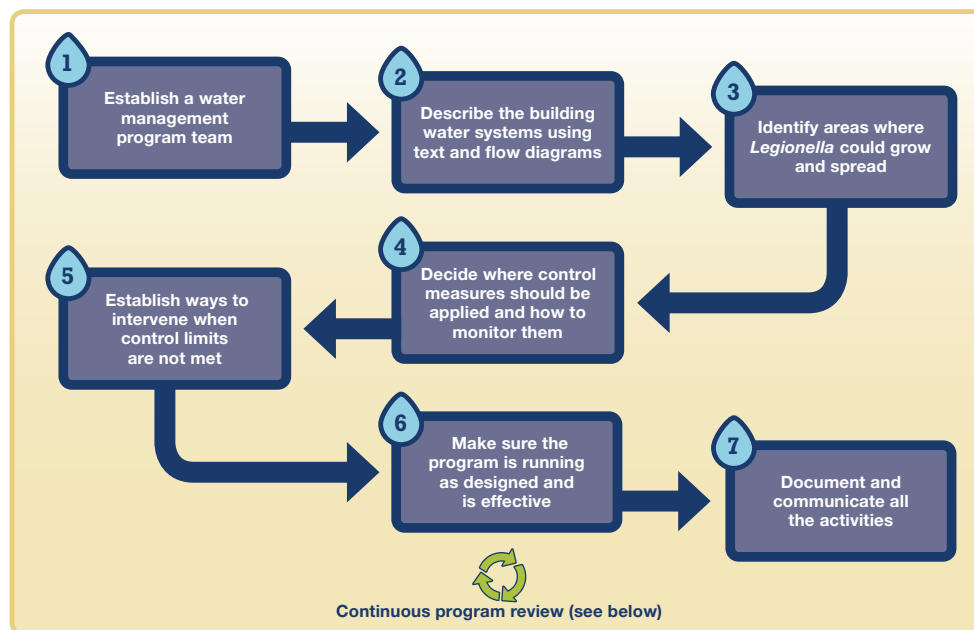 1
Establish a water
management
program team
2
Describe the building
water systems using
text and flow diagrams
3
Identify areas where
Legionella could grow
and spread
4
Decide where control
measures should be
applied and how to
monitor them
5
Establish ways to
intervene when
control limits
are not met
6
Make sure the
program is running
as designed and
is effective
7
Document and
communicate all
the activities
Continuous program review (see below)